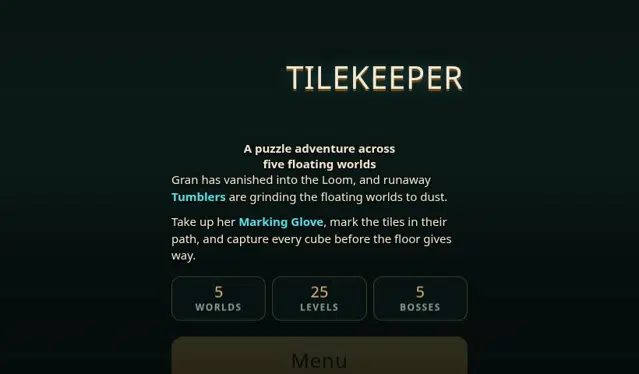 TILEKEEPER
A puzzle adventure across
five floating worlds
Gran has vanished into the Loom, and runaway
Tumblers are grinding the floating worlds to dust.
Take up her Marking Glove, mark the tiles in their
path, and capture every cube before the floor gives
way.
5
WORLDS
25
LEVELS
5
BOSSES
Menu